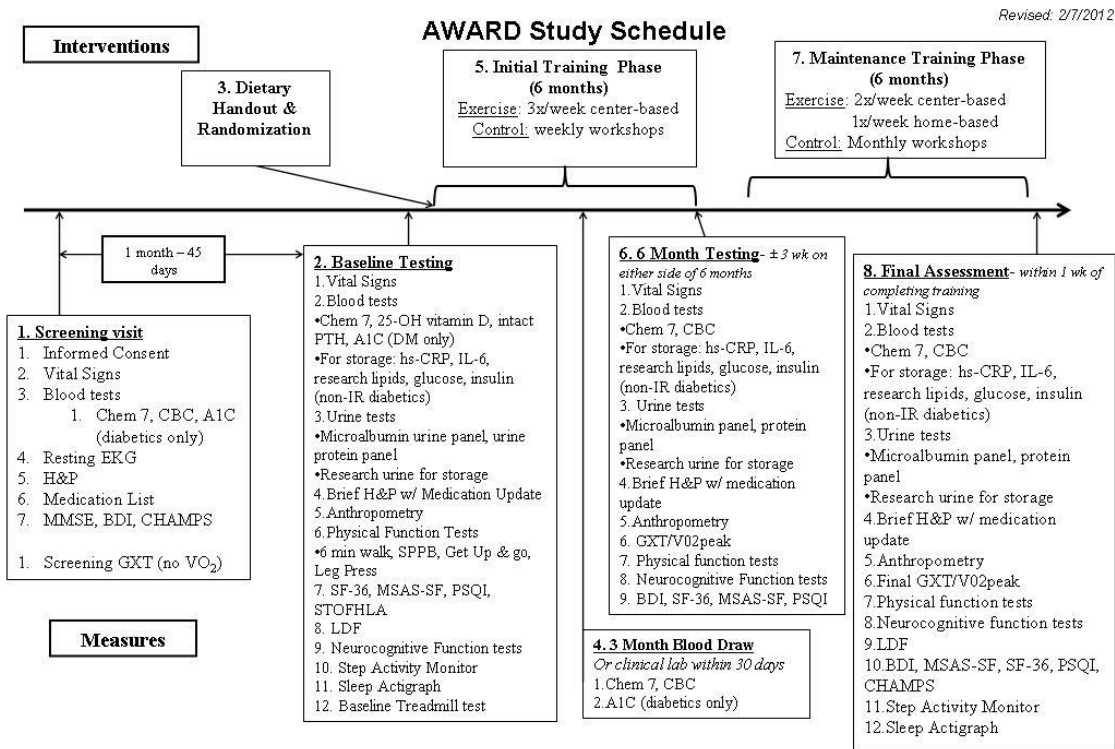 Revised: 2/7/2012
AWARD Study Schedule
Interventions
3. Dietary
Handout &
Randomization
5. Initial Training Phase
(6 months)
Exercise: 3x/week center-based
Control: weekly workshops
7. Maintenance Training Phase
(6 months)
Exercise: 2x/week center-based
1x/week home-based
Control: Monthly workshops
1 month – 45
days
1. Screening visit
1. Informed Consent
2. Vital Signs
3. Blood tests
1. Chem 7, CBC, A1C
(diabetics only)
4. Resting EKG
5. H&P
6. Medication List
7. MMSE, BDI, CHAMPS
1. Screening GXT (no VO₂)
Measures
2. Baseline Testing
1.Vital Signs
2.Blood tests
•Chem 7, 25-OH vitamin D, intact
PTH, A1C (DM only)
•For storage: hs-CRP, IL-6,
research lipids, glucose, insulin
(non-IR diabetics)
3.Urine tests
•Microalbumin urine panel, urine
protein panel
•Research urine for storage
4.Brief H&P w/ Medication Update
5.Anthropometry
6.Physical Function Tests
•6 min walk, SPPB, Get Up & go,
Leg Press
7. SF-36, MSAS-SF, PSQI,
STOFHLA
8. LDF
9. Neurocognitive Function tests
10. Step Activity Monitor
11. Sleep Actigraph
12. Baseline Treadmill test
4. 3 Month Blood Draw
Or clinical lab within 30 days
1.Chem 7, CBC
2.A1C (diabetics only)
6. 6 Month Testing- ± 3 wk on
either side of 6 months
1.Vital Signs
2.Blood tests
•Chem 7, CBC
•For storage: hs-CRP, IL-6,
research lipids, glucose, insulin
(non-IR diabetics)
3. Urine tests
•Microalbumin panel, protein
panel
•Research urine for storage
4.Brief H&P w/ medication
update
5.Anthropometry
6. GXT/V02peak
7. Physical function tests
8. Neurocognitive Function tests
9. BDI, SF-36, MSAS-SF, PSQI
8. Final Assessment- within 1 wk of
completing training
1.Vital Signs
2.Blood tests
•Chem 7, CBC
•For storage: hs-CRP, IL-6,
research lipids, glucose, insulin
(non-IR diabetics)
3.Urine tests
•Microalbumin panel, protein
panel
•Research urine for storage
4.Brief H&P w/ medication
update
5.Anthropometry
6.Final GXT/V02peak
7.Physical function tests
8.Neurocognitive function tests
9.LDF
10.BDI, MSAS-SF, SF-36, PSQI,
CHAMPS
11.Step Activity Monitor
12.Sleep Actigraph